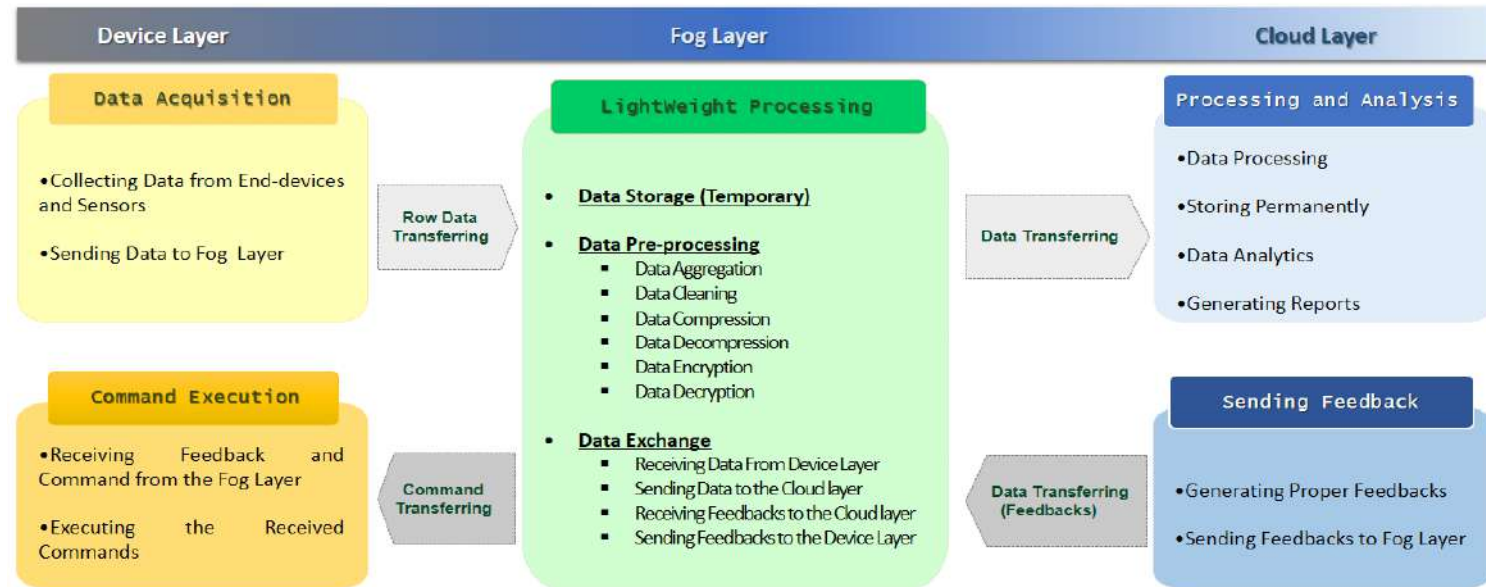 Device Layer
Fog Layer
Cloud Layer
Data Acquisition
•Collecting Data from End-devices
and Sensors
•Sending Data to Fog Layer
Row Data
Transferring
LightWeight Processing
• Data Storage (Temporary)
• Data Pre-processing
▪ Data Aggregation
▪ Data Cleaning
▪ Data Compression
▪ Data Decompression
▪ Data Encryption
▪ Data Decryption
• Data Exchange
▪ Receiving Data From Device Layer
▪ Sending Data to the Cloud layer
▪ Receiving Feedbacks to the Cloud layer
▪ Sending Feedbacks to the Device Layer
Data Transferring
Processing and Analysis
•Data Processing
•Storing Permanently
•Data Analytics
•Generating Reports
Sending Feedback
•Generating Proper Feedbacks
•Sending Feedbacks to Fog Layer
Data Transferring
(Feedbacks)
Command
Transferring
Command Execution
•Receiving Feedback and
Command from the Fog Layer
•Executing the Received
Commands